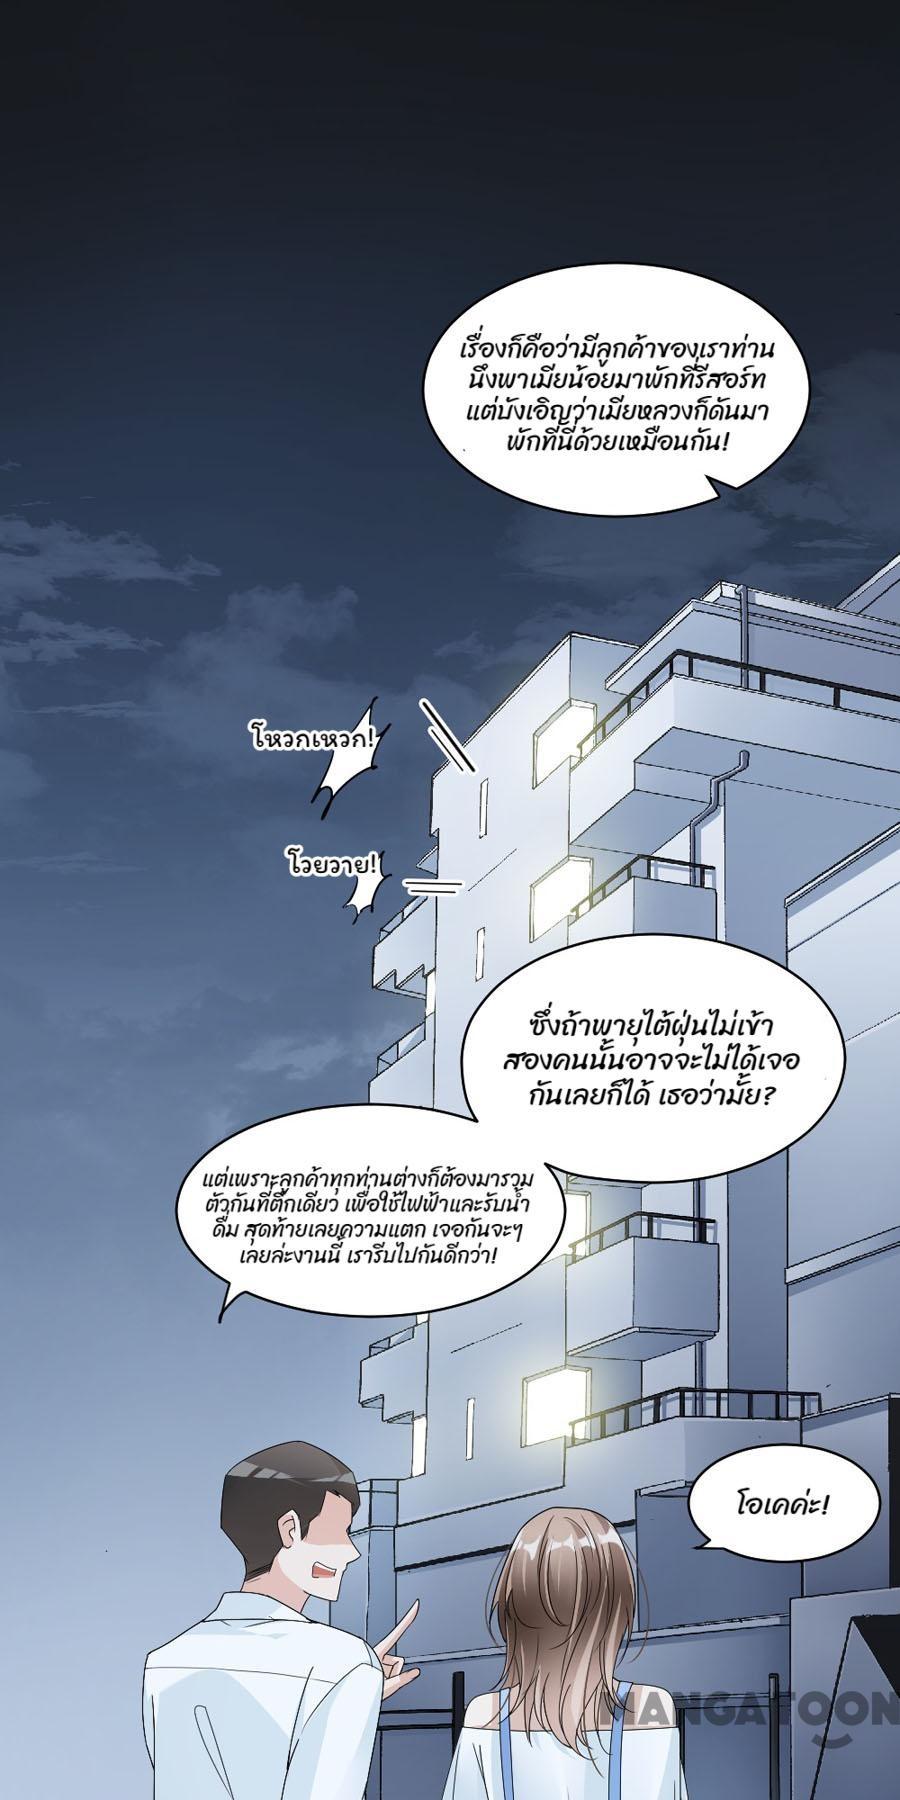 เรื่องก็คือว่ามีลูกค้าของเราท่าน
นึงพาเมียน้อยมาพักที่รีสอร์ท
แต่บังเอิญว่าเมียหลวงก็ดันมา
พักที่นี่ด้วยเหมือนกัน!
โหวกเหวก!
โวยวาย!
ซึ่งถ้าพายุไต้ฝุ่นไม่เข้า
สองคนนั้นอาจจะไม่ได้เจอ
กันเลยก็ได้ เธอว่ามั้ย?
แต่เพราะลูกค้าทุกท่านต่างก็ต้องมารวม
ตัวกันที่ตึกเดียว เพื่อใช้ไฟฟ้าและรับน้ำ
ดื่ม สุดท้ายเลยความแตก เจอกันจะๆ
เลยล่ะงานนี้ เรารีบไปกันดีกว่า!
โอเคค่ะ!
MANGATOON